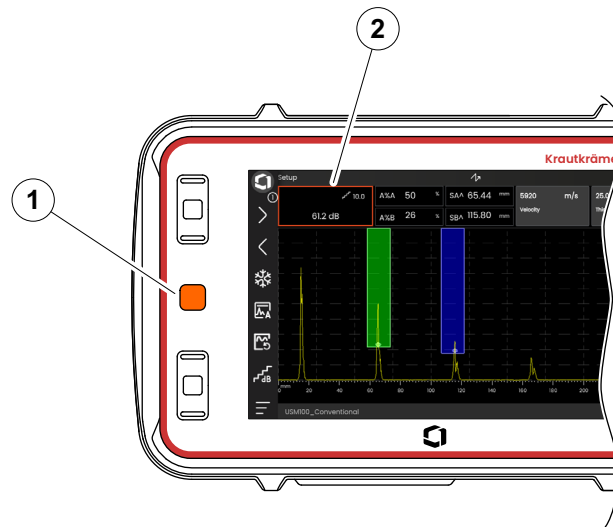 2
1
Krautkräme
Setup
10.0
61.2 dB
A%A 50 %
SA^ 65.44 mm
5920 m/s
Velocity
25.0
A%B 26 %
SB^ 115.80 mm
A
dB
mm 20 40 60 80 100 120 140 160 180 200
USM100_Conventional